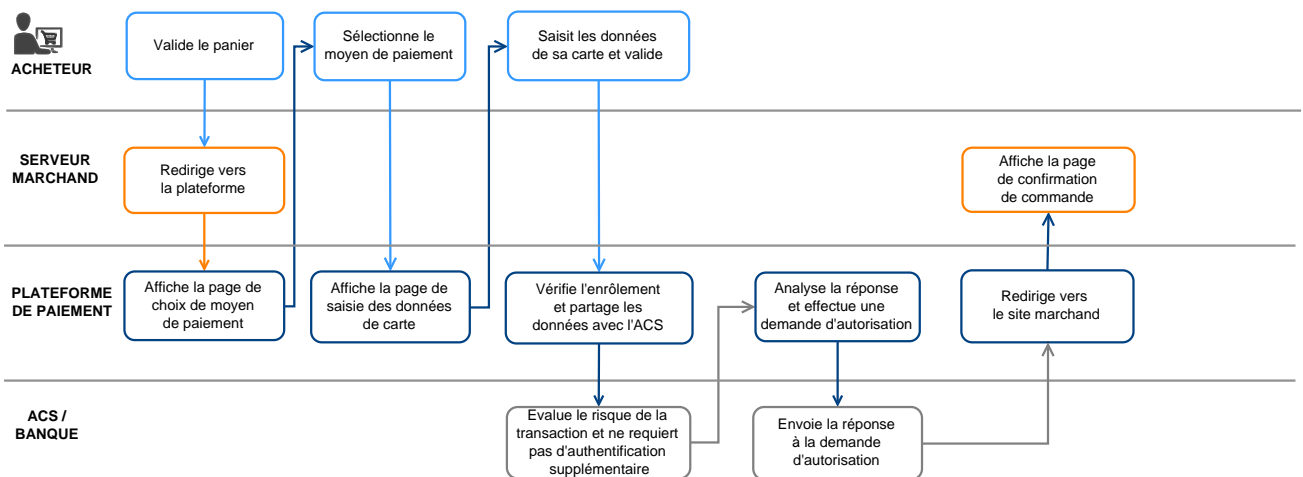 ACHETEUR
Valide le panier
Sélectionne le
moyen de paiement
Saisit les données
de sa carte et valide
SERVEUR
MARCHAND
Redirige vers
la plateforme
Affiche la page
de confirmation
de commande
PLATEFORME
DE PAIEMENT
Affiche la page de
choix de moyen
de paiement
Affiche la page de
saisie des données
de carte
Vérifie l'enrôlement
et partage les
données avec l'ACS
Analyse la réponse
et effectue une
demande d'autorisation
Redirige vers
le site marchand
ACS /
BANQUE
Evalue le risque de la
transaction et ne requiert
pas d'authentification
supplémentaire
Envoie la réponse
à la demande
d'autorisation